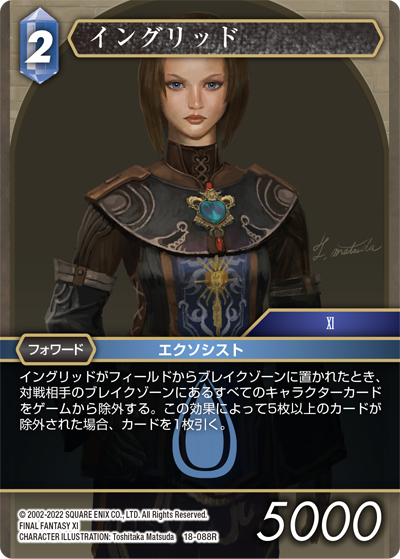 2
イングリッド
T. matsuda
XI
フォワード
エクソシスト
イングリッドがフィールドからブレイクゾーンに置かれたとき、
対戦相手のブレイクゾーンにあるすべてのキャラクターカード
をゲームから除外する。この効果によって5枚以上のカードが
除外された場合、カードを1枚引く。
© 2002-2022 SQUARE ENIX CO., LTD. All Rights Reserved.
FINAL FANTASY XI
CHARACTER ILLUSTRATION: Toshitaka Matsuda
18-088R
5000